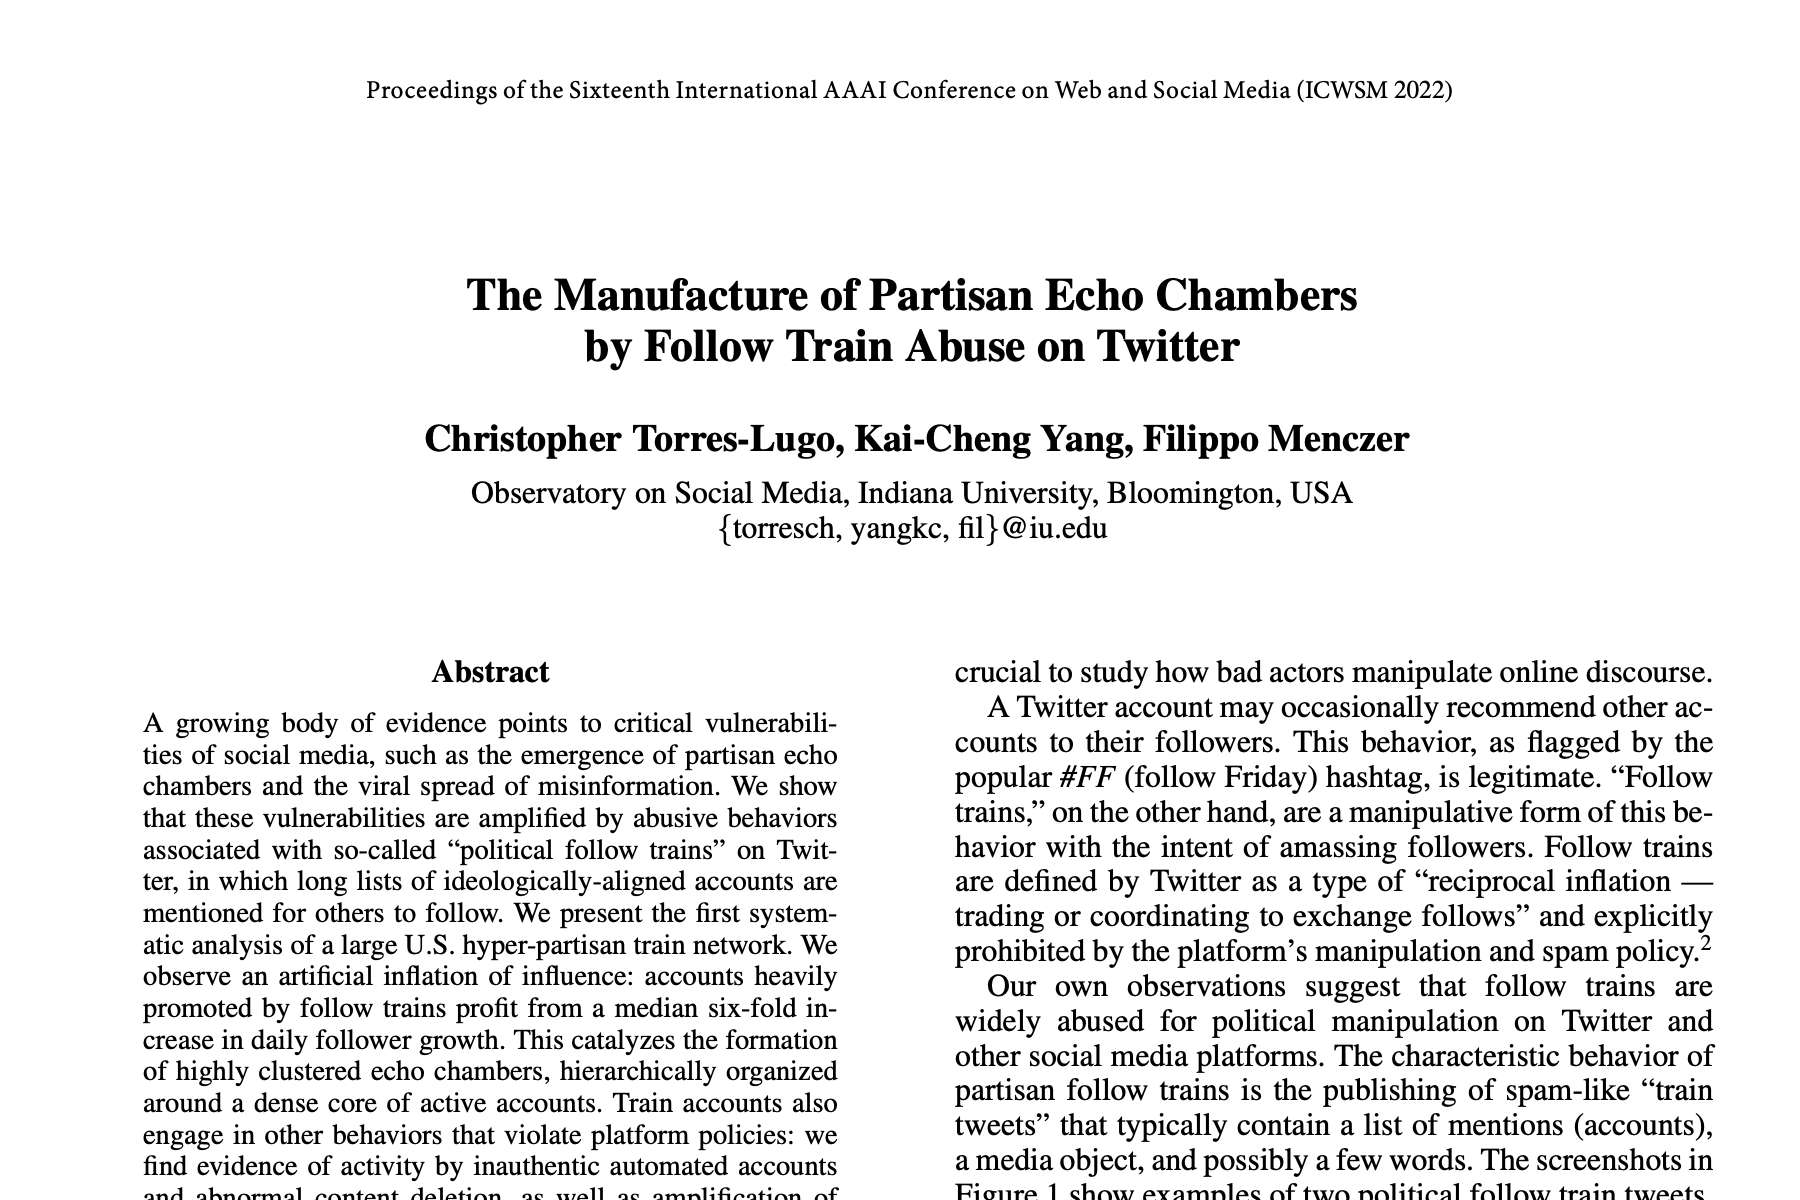 Proceedings of the Sixteenth International AAAI Conference on Web and Social Media (ICWSM 2022)
The Manufacture of Partisan Echo Chambers
by Follow Train Abuse on Twitter
Christopher Torres-Lugo, Kai-Cheng Yang, Filippo Menczer
Observatory on Social Media, Indiana University, Bloomington, USA
{torresch, yangkc, fil}@iu.edu
Abstract
A growing body of evidence points to critical vulnerabili-
ties of social media, such as the emergence of partisan echo
chambers and the viral spread of misinformation. We show
that these vulnerabilities are amplified by abusive behaviors
associated with so-called “political follow trains” on Twit-
ter, in which long lists of ideologically-aligned accounts are
mentioned for others to follow. We present the first system-
atic analysis of a large U.S. hyper-partisan train network. We
observe an artificial inflation of influence: accounts heavily
promoted by follow trains profit from a median six-fold in-
crease in daily follower growth. This catalyzes the formation
of highly clustered echo chambers, hierarchically organized
around a dense core of active accounts. Train accounts also
engage in other behaviors that violate platform policies: we
find evidence of activity by inauthentic automated accounts
and abnormal content deletion, as well as amplification of
crucial to study how bad actors manipulate online discourse.
A Twitter account may occasionally recommend other ac-
counts to their followers. This behavior, as flagged by the
popular #FF (follow Friday) hashtag, is legitimate. “Follow
trains,” on the other hand, are a manipulative form of this be-
havior with the intent of amassing followers. Follow trains
are defined by Twitter as a type of “reciprocal inflation —
trading or coordinating to exchange follows” and explicitly
prohibited by the platform’s manipulation and spam policy.2
Our own observations suggest that follow trains are
widely abused for political manipulation on Twitter and
other social media platforms. The characteristic behavior of
partisan follow trains is the publishing of spam-like “train
tweets” that typically contain a list of mentions (accounts),
a media object, and possibly a few words. The screenshots in
Figure 1 show examples of two political follow train tweets.